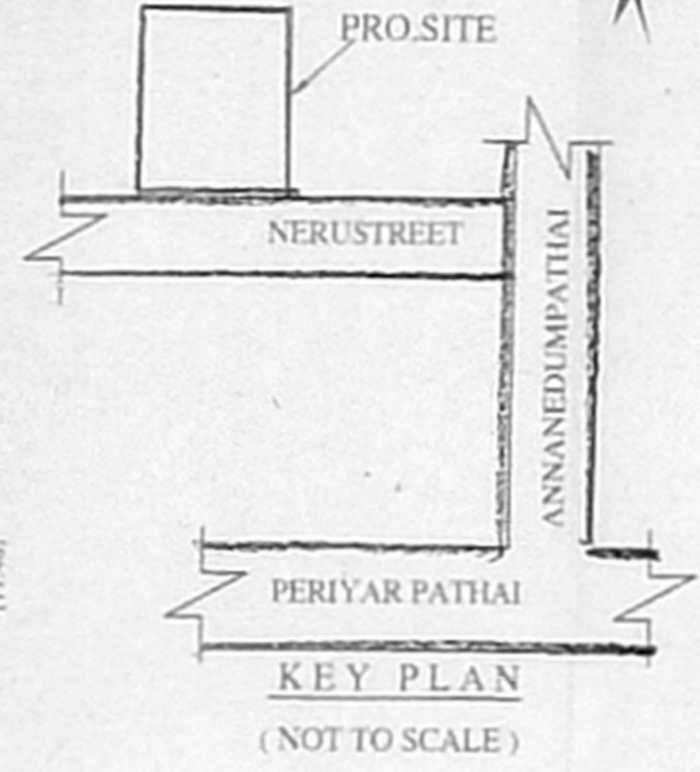 PRO.SITE
NERUSTREET
ANNANEDUMPATHAI
PERIYAR PATHAI
KEY PLAN
( NOT TO SCALE )